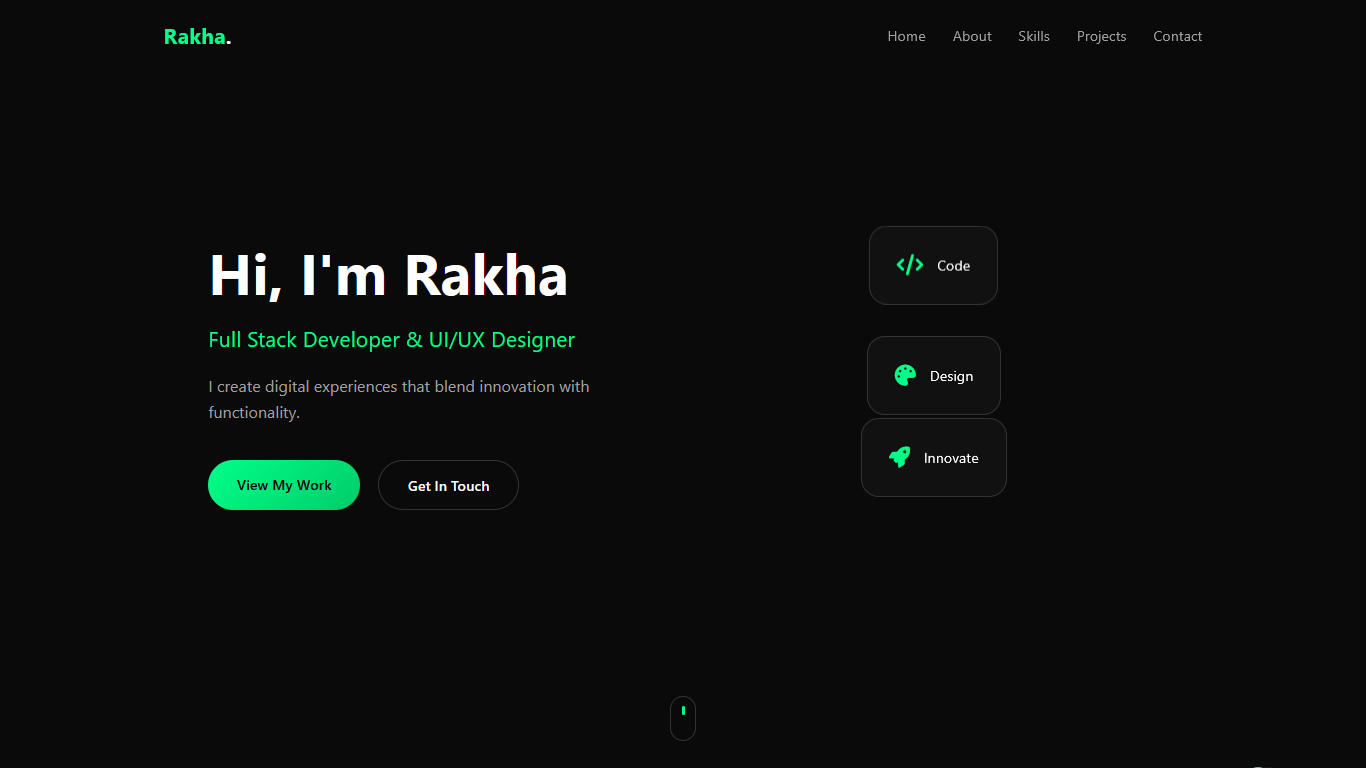 Rakha.
Home About Skills Projects Contact
Hi, I'm Rakha
Full Stack Developer & UI/UX Designer
I create digital experiences that blend innovation with
functionality.
View My Work
Get In Touch
Code
Design
Innovate